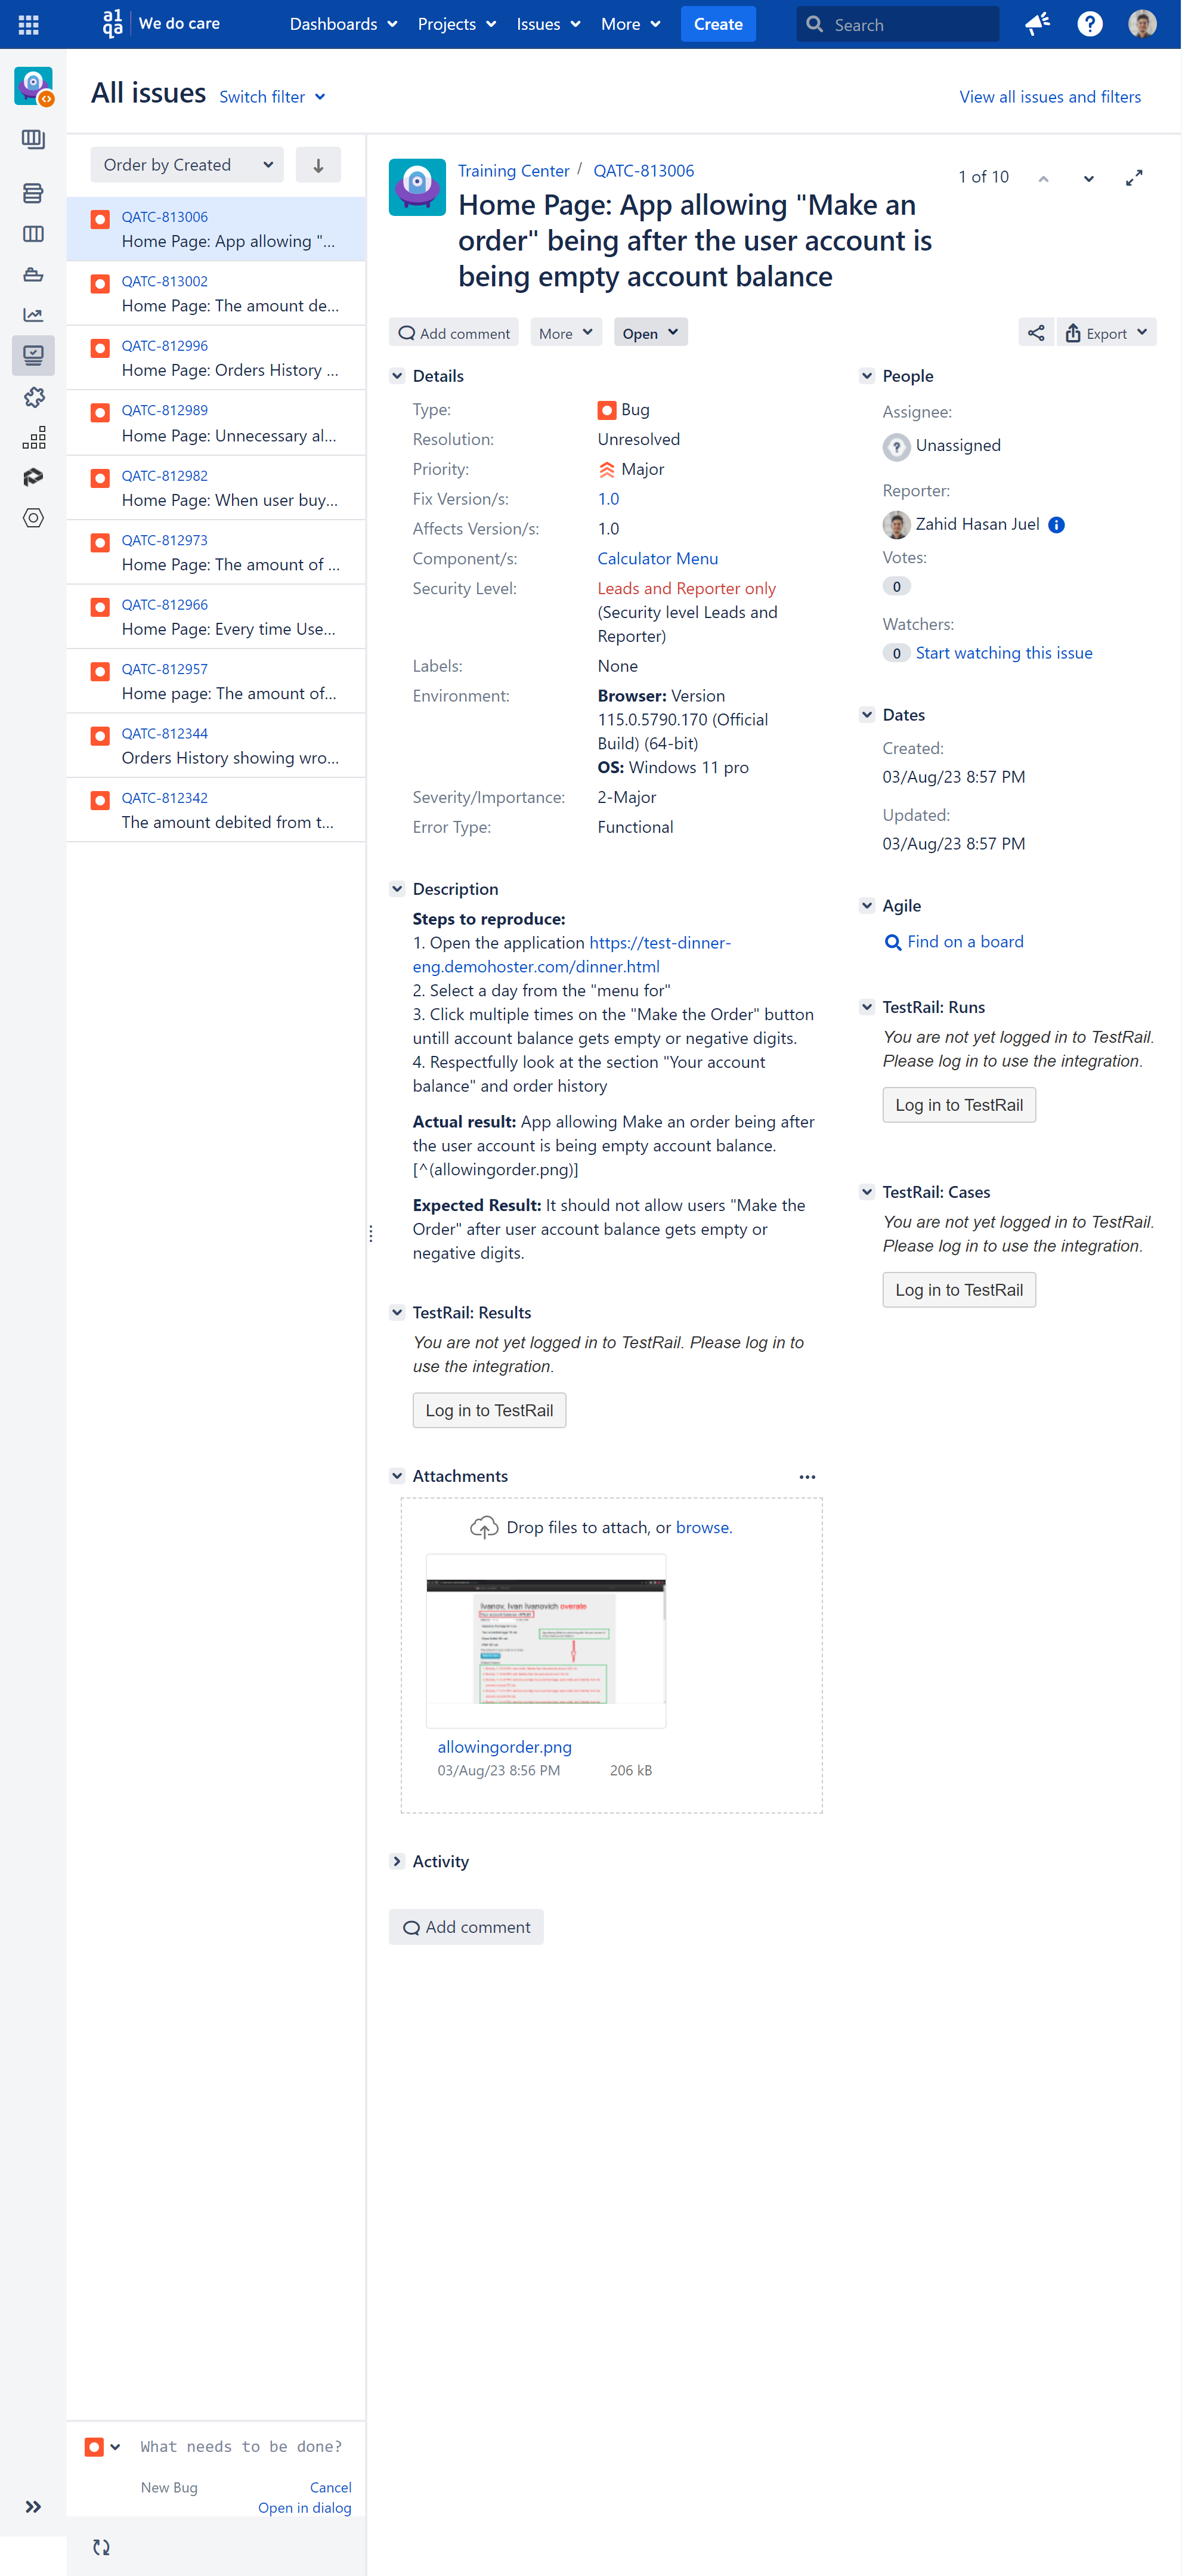 a1qa We do care Dashboards Projects Issues More Create Search
All issues Switch filter View all issues and filters
Order by Created
QATC-813006
Home Page: App allowing "...
QATC-813002
Home Page: The amount de...
QATC-812996
Home Page: Orders History ...
QATC-812989
Home Page: Unnecessary al...
QATC-812982
Home Page: When user buy...
QATC-812973
Home Page: The amount of ...
QATC-812966
Home Page: Every time Use...
QATC-812957
Home page: The amount of...
QATC-812344
Orders History showing wro...
QATC-812342
The amount debited from t...
What needs to be done?
New Bug Cancel
Open in dialog
Training Center / QATC-813006
1 of 10
Home Page: App allowing "Make an
order" being after the user account is
being empty account balance
Add comment More Open Export
Details
Type: Bug
Resolution: Unresolved
Priority: Major
Fix Version/s: 1.0
Affects Version/s: 1.0
Component/s: Calculator Menu
Security Level: Leads and Reporter only
(Security level Leads and
Reporter)
Labels: None
Environment: Browser: Version
115.0.5790.170 (Official
Build) (64-bit)
OS: Windows 11 pro
Severity/Importance: 2-Major
Error Type: Functional
Description
Steps to reproduce:
1. Open the application https://test-dinner-
eng.demohoster.com/dinner.html
2. Select a day from the "menu for"
3. Click multiple times on the "Make the Order" button
untill account balance gets empty or negative digits.
4. Respectfully look at the section "Your account
balance" and order history
Actual result: App allowing Make an order being after
the user account is being empty account balance.
[^(allowingorder.png)]
Expected Result: It should not allow users "Make the
Order" after user account balance gets empty or
negative digits.
TestRail: Results
You are not yet logged in to TestRail. Please log in to
use the integration.
Log in to TestRail
Attachments
Drop files to attach, or browse.
Ivanov, Ivan Ivanovich overate
allowingorder.png
03/Aug/23 8:56 PM 206 kB
Activity
Add comment
People
Assignee:
Unassigned
Reporter:
Zahid Hasan Juel
Votes:
0
Watchers:
0 Start watching this issue
Dates
Created:
03/Aug/23 8:57 PM
Updated:
03/Aug/23 8:57 PM
Agile
Find on a board
TestRail: Runs
You are not yet logged in to TestRail.
Please log in to use the integration.
Log in to TestRail
TestRail: Cases
You are not yet logged in to TestRail.
Please log in to use the integration.
Log in to TestRail